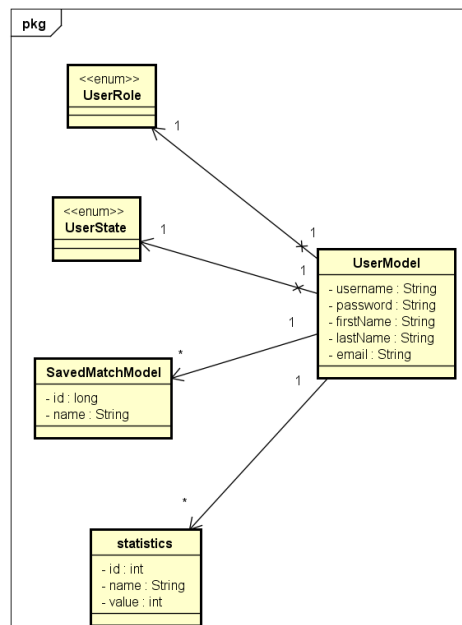 pkg
<<enum>>
UserRole
1
<<enum>>
UserState
1
1
1
UserModel
- username : String
- password : String
- firstName : String
- lastName : String
- email : String
1
*
SavedMatchModel
- id : long
- name : String
1
*
statistics
- id : int
- name : String
- value : int